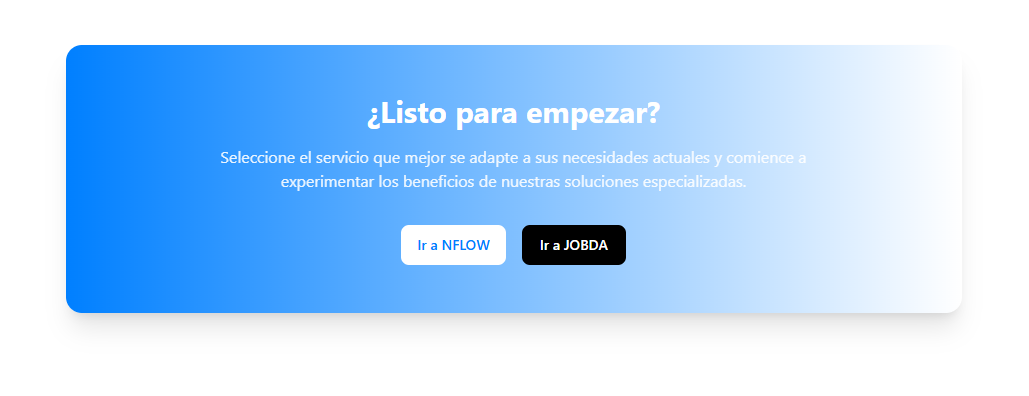 ¿Listo para empezar?
Seleccione el servicio que mejor se adapte a sus necesidades actuales y comience a
experimentar los beneficios de nuestras soluciones especializadas.
Ir a NFLOW
Ir a JOBDA